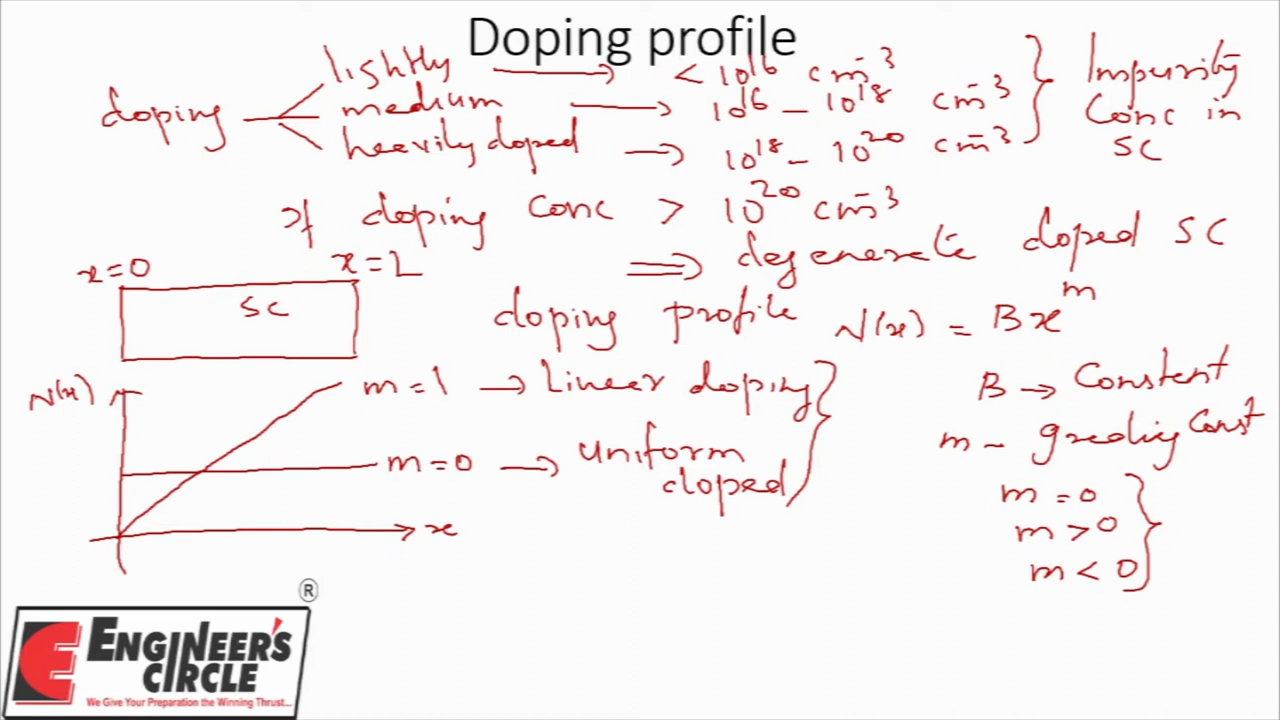 Doping profile
lightly → < 10^16 cm^-3
doping medium → 10^16 - 10^18 cm^-3
heavily doped → 10^18 - 10^20 cm^-3
Impurity
Conc in
SC
If doping conc > 10^20 cm^-3
⇒ degenerate doped SC
x=0 x=L
SC
doping profile N(x) = Bx^m
N(x)
m=1 → linear doping
m=0 → uniform
doped
x
B → Constent
m - grading const
m = 0
m > 0
m < 0
®
ENGINEER'S
CIRCLE
We Give Your Preparation the Winning Thrust...